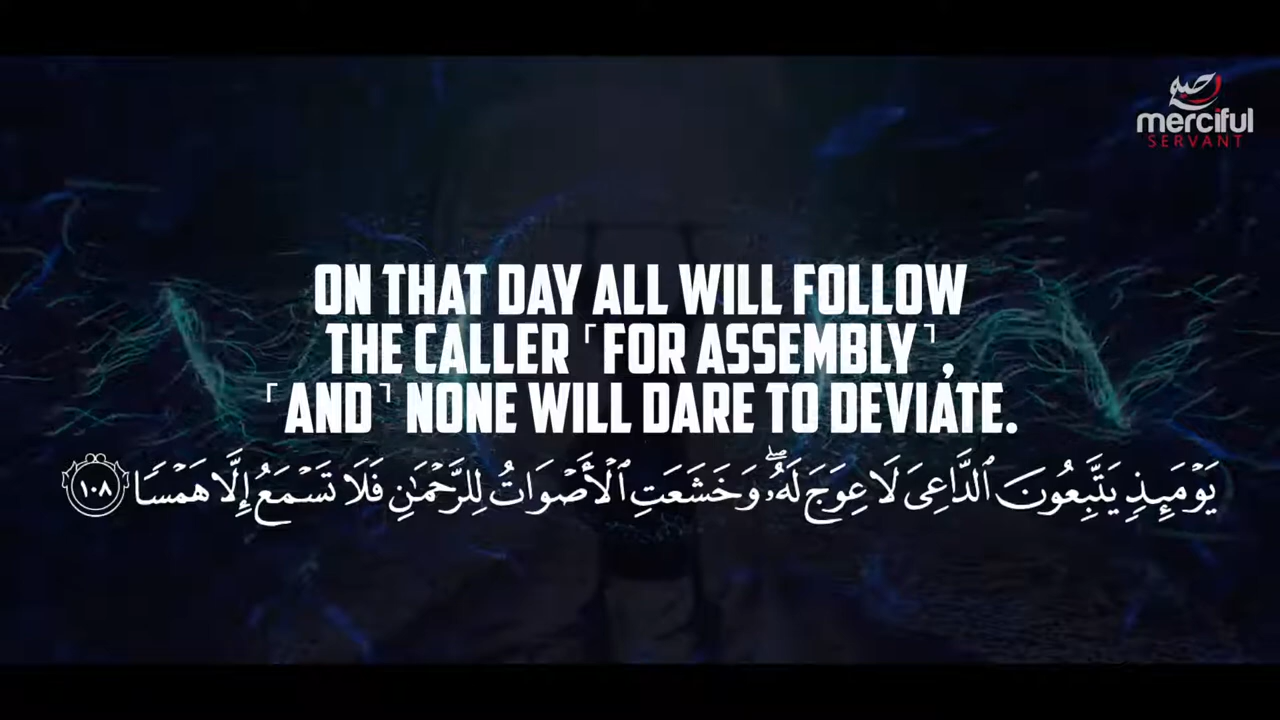 رحمة
merciful
SERVANT
ON THAT DAY ALL WILL FOLLOW
THE CALLER ⸢FOR ASSEMBLY⸣,
⸢AND⸣ NONE WILL DARE TO DEVIATE.
يَوْمَئِذٍ يَتَّبِعُونَ ٱلدَّاعِىَ لَا عِوَجَ لَهُۥ ۖ وَخَشَعَتِ ٱلْأَصْوَاتُ لِلرَّحْمَـٰنِ فَلَا تَسْمَعُ إِلَّا هَمْسًا ١٠٨